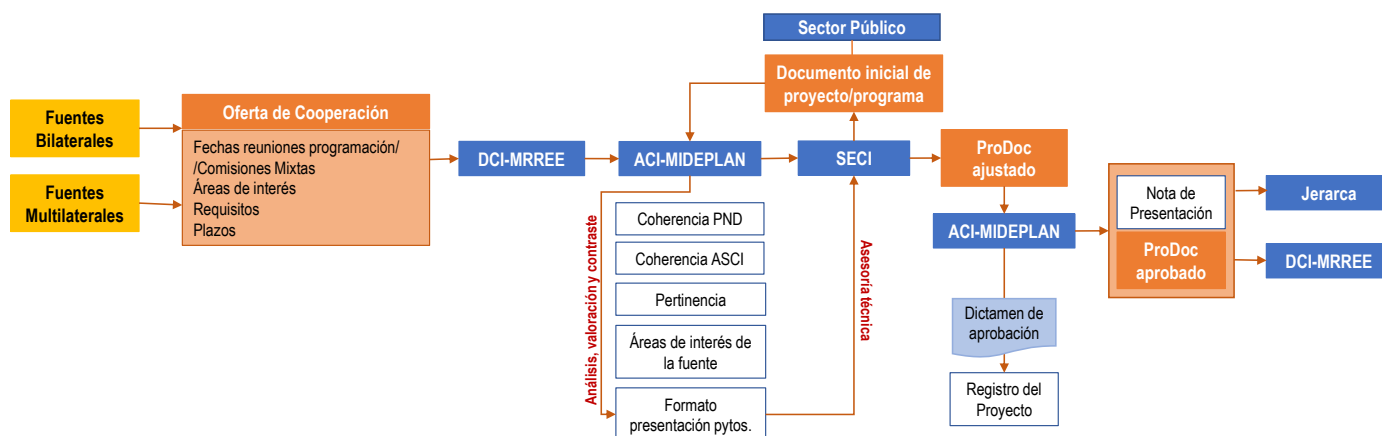 Sector Público
Documento inicial de
proyecto/programa
Fuentes
Bilaterales
Fuentes
Multilaterales
Oferta de Cooperación
Fechas reuniones programación/
/Comisiones Mixtas
Áreas de interés
Requisitos
Plazos
DCI-MRREE
ACI-MIDEPLAN
SECI
Análisis, valoración y contraste
Coherencia PND
Coherencia ASCI
Pertinencia
Áreas de interés de
la fuente
Formato
presentación pytos.
Asesoría técnica
ProDoc
ajustado
ACI-MIDEPLAN
Dictamen de
aprobación
Registro del
Proyecto
Nota de
Presentación
ProDoc
aprobado
Jerarca
DCI-MRREE